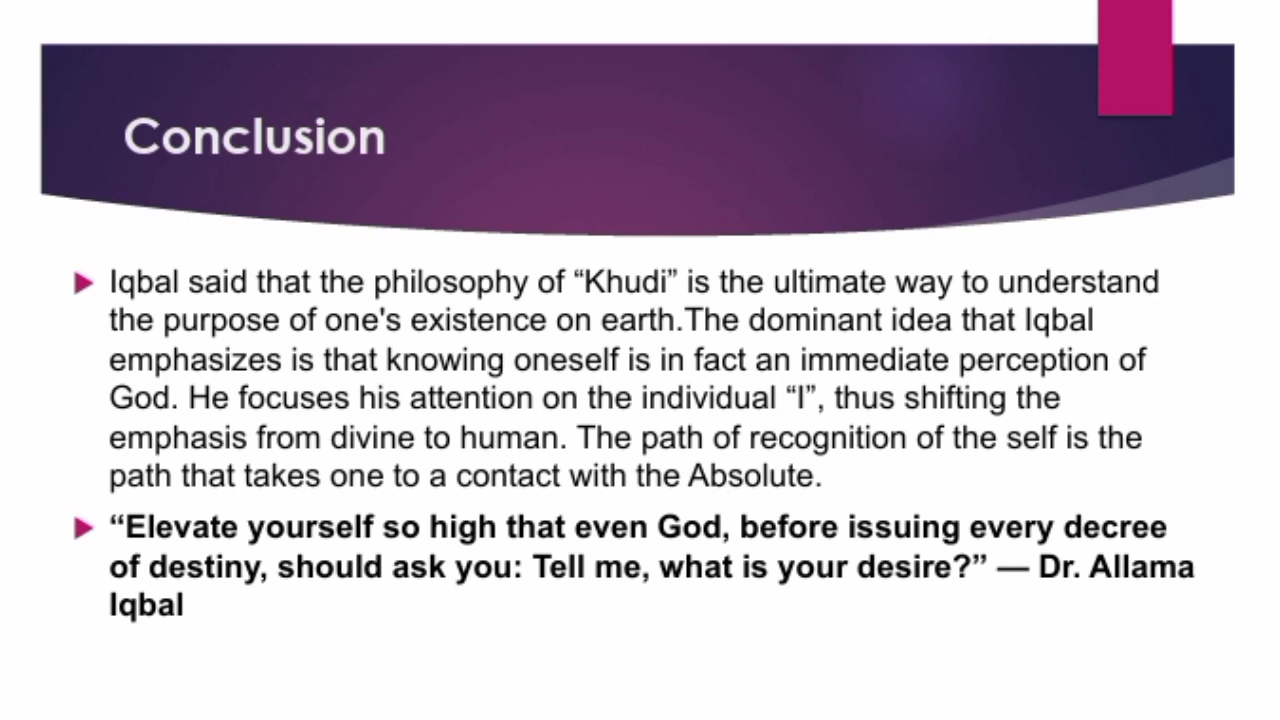 Conclusion
Iqbal said that the philosophy of “Khudi” is the ultimate way to understand
the purpose of one's existence on earth.The dominant idea that Iqbal
emphasizes is that knowing oneself is in fact an immediate perception of
God. He focuses his attention on the individual “I”, thus shifting the
emphasis from divine to human. The path of recognition of the self is the
path that takes one to a contact with the Absolute.
“Elevate yourself so high that even God, before issuing every decree
of destiny, should ask you: Tell me, what is your desire?” — Dr. Allama
Iqbal